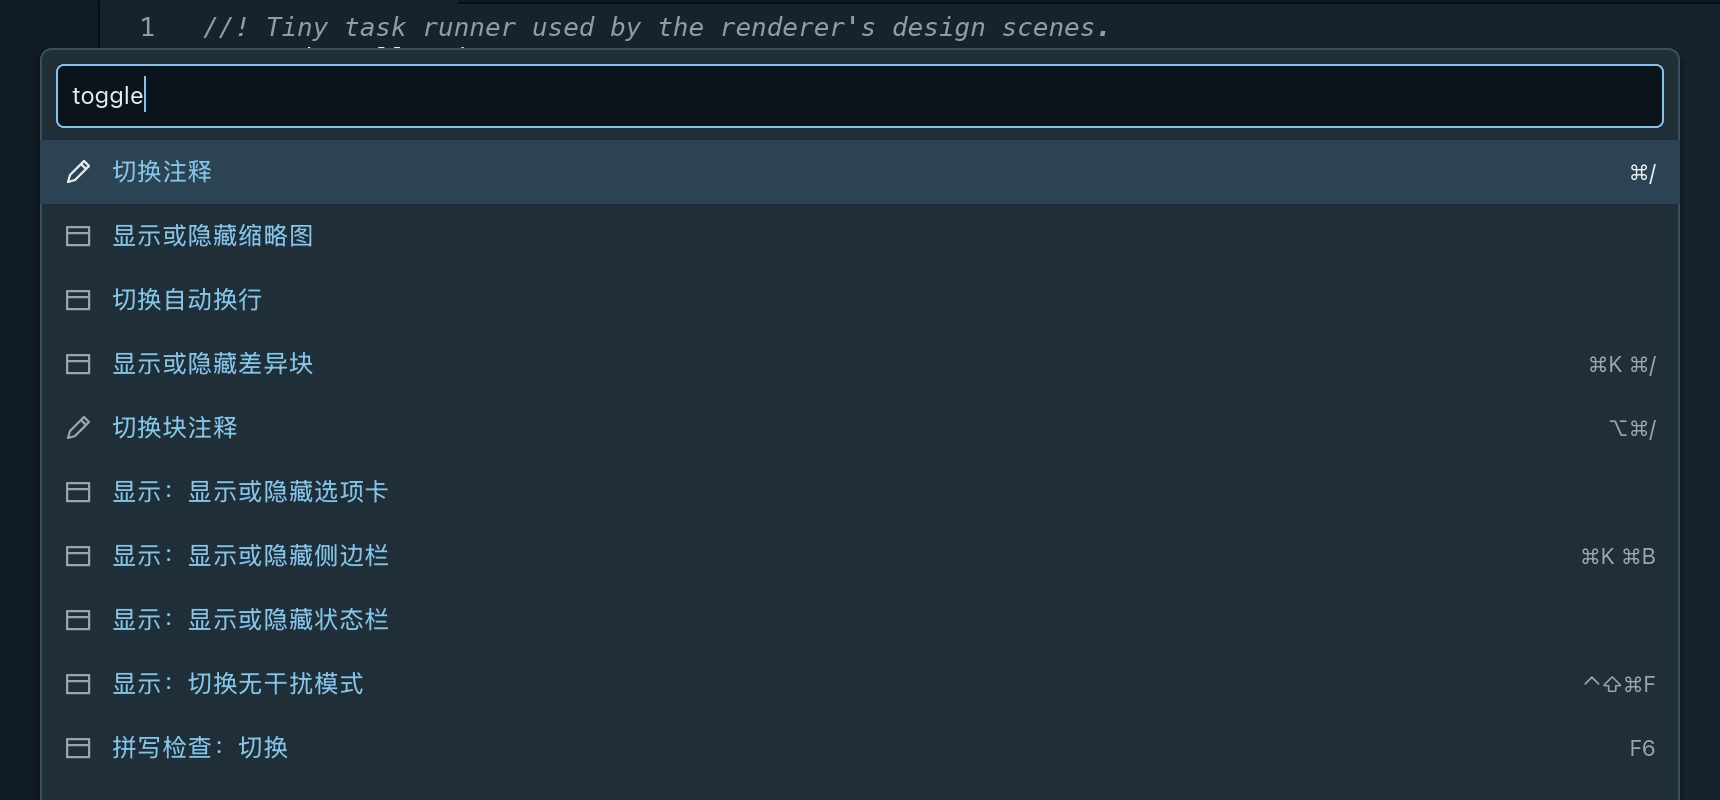 1 //! Tiny task runner used by the renderer's design scenes.
toggle
切换注释 ⌘/
显示或隐藏缩略图
切换自动换行
显示或隐藏差异块 ⌘K ⌘/
切换块注释 ⌥⌘/
显示：显示或隐藏选项卡
显示：显示或隐藏侧边栏 ⌘K ⌘B
显示：显示或隐藏状态栏
显示：切换无干扰模式 ^⇧⌘F
拼写检查：切换 F6